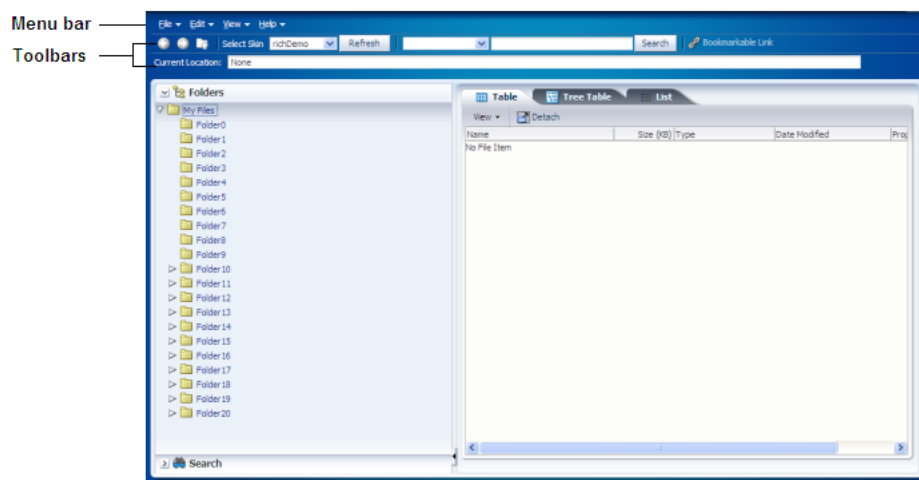 Menu bar
File Edit View Help
Toolbars
Select Skin richDemo Refresh Search Bookmarkable Link
Current Location: None
Folders
My Files
Folder0
Folder1
Folder2
Folder3
Folder4
Folder5
Folder6
Folder7
Folder8
Folder9
Folder10
Folder11
Folder12
Folder13
Folder14
Folder15
Folder16
Folder17
Folder18
Folder19
Folder20
Search
Table Tree Table List
View Detach
Name Size (KB) Type Date Modified Prop
No File Item